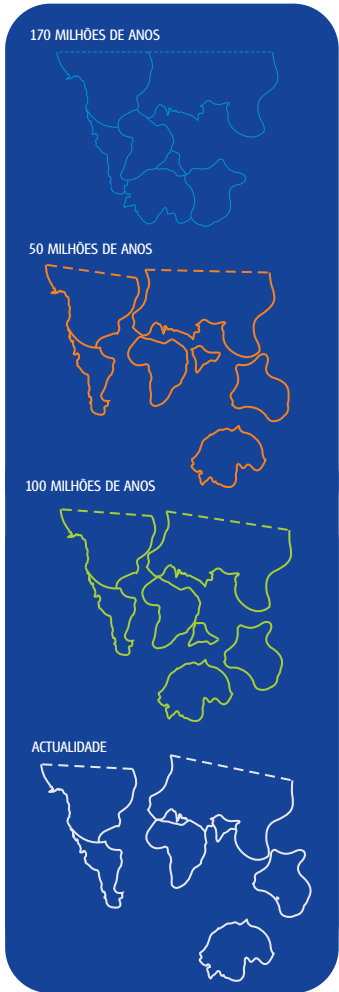 170 MILHÕES DE ANOS
50 MILHÕES DE ANOS
100 MILHÕES DE ANOS
ACTUALIDADE